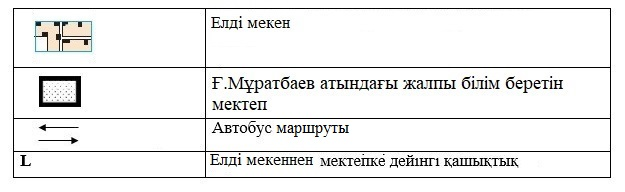 Елді мекен
Ғ.Мұратбаев атындағы жалпы білім беретін
мектеп
Автобус маршруты
L Елді мекеннен мектепке дейінгі қашықтық